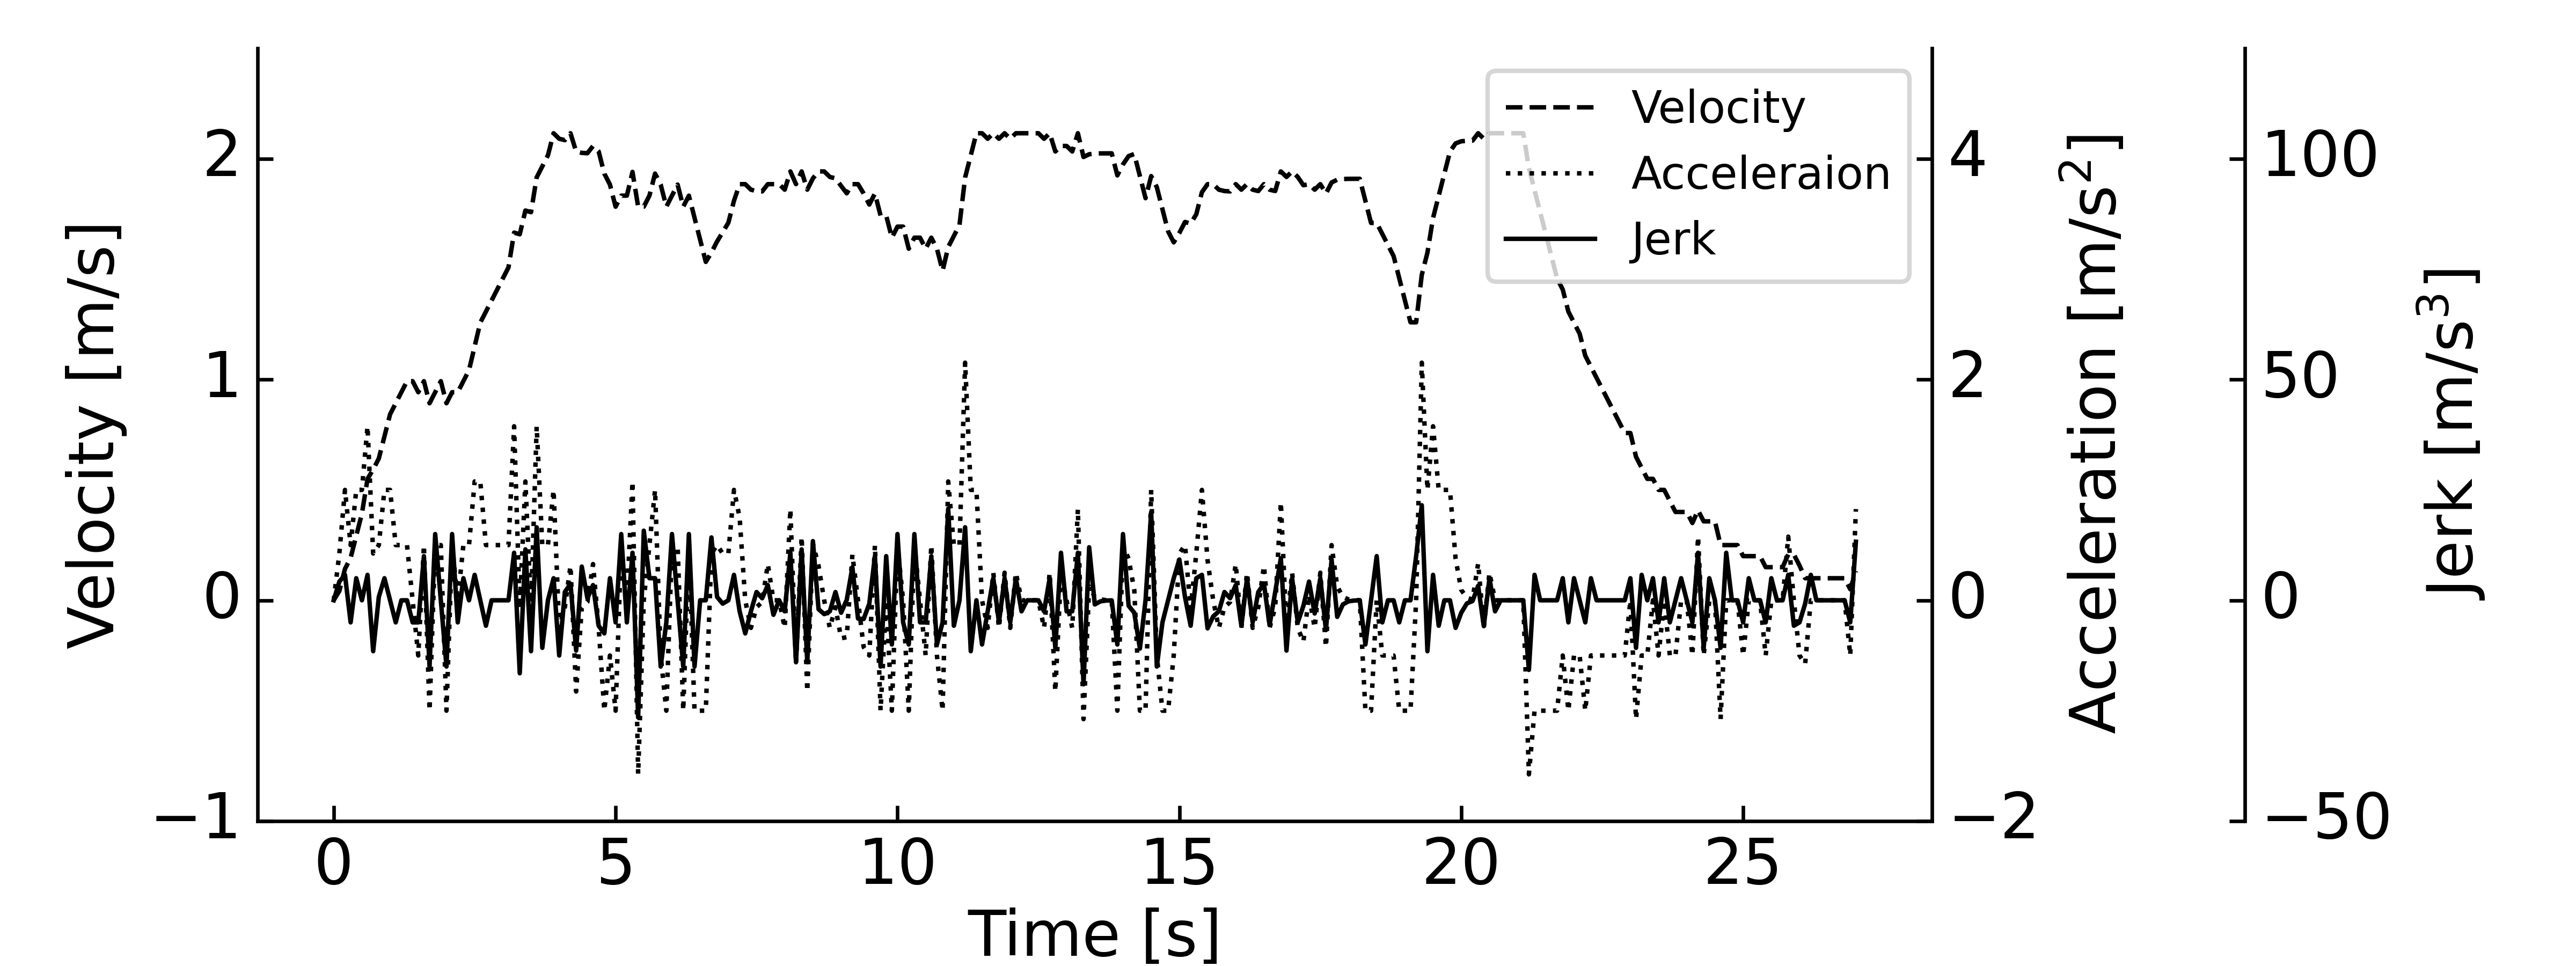 Velocity [m/s]
2
1
0
−1
0 5 10 15 20 25
Time [s]
Velocity
Acceleraion
Jerk
4
2
0
−2
Acceleration [m/s²]
100
50
0
−50
Jerk [m/s³]